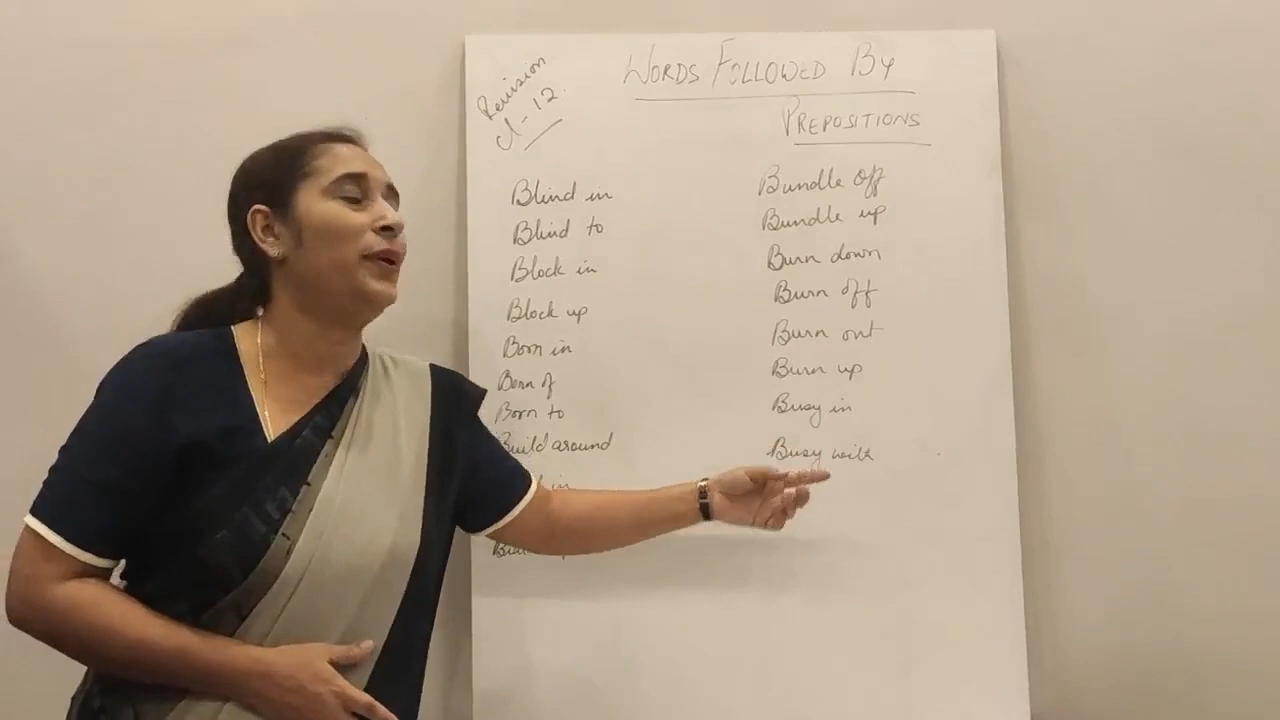 Revision
cl-12.
WORDS FOLLOWED BY
PREPOSITIONS
Blind in
Blind to
Block in
Block up
Born in
Born of
Born to
Build around
in
Bundle off
Bundle up
Burn down
Burn off
Burn out
Burn up
Busy in
Busy with